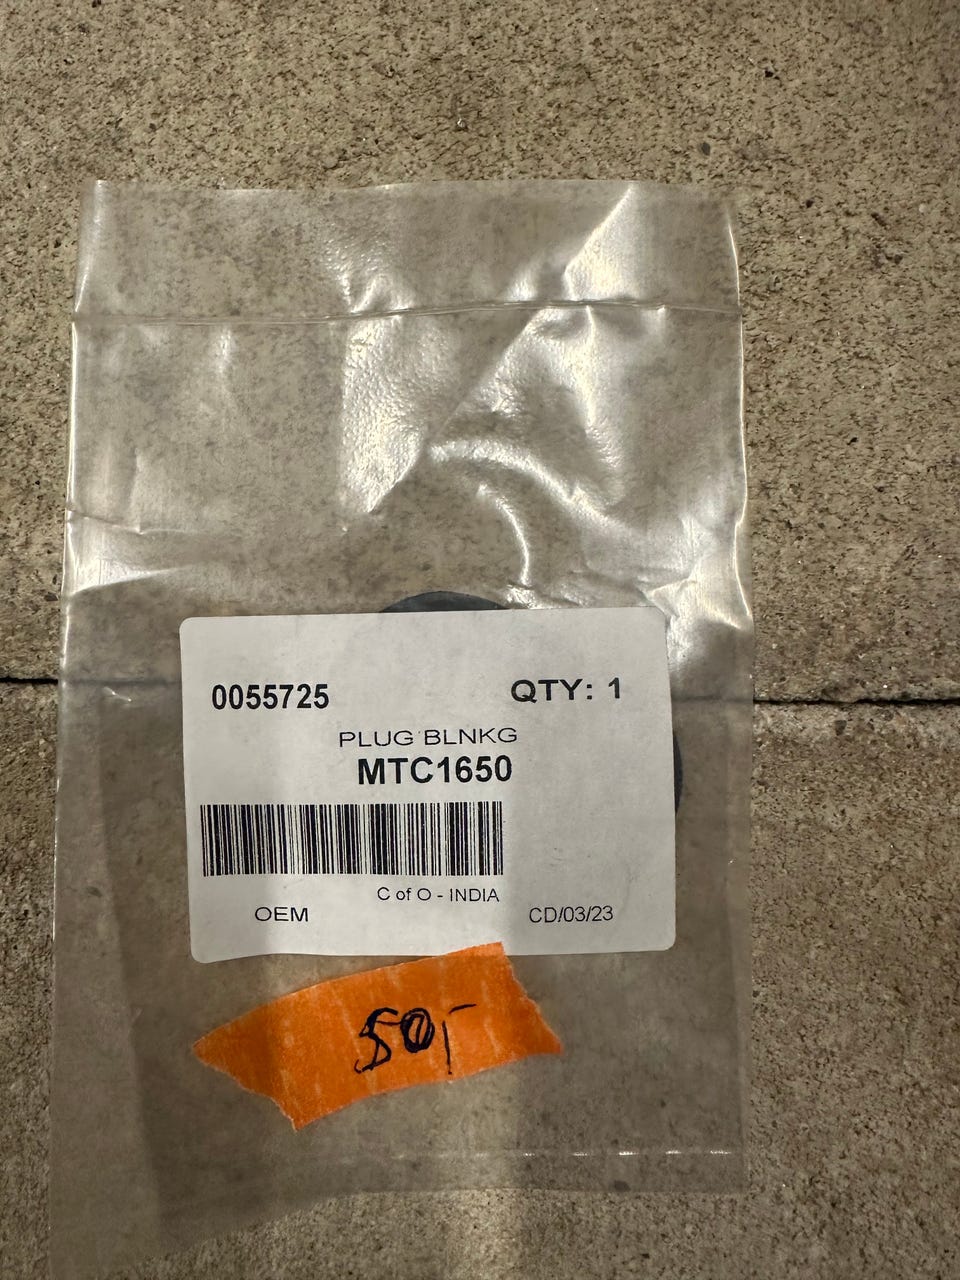 0055725 QTY: 1
PLUG BLNKG
MTC1650
C of O - INDIA
OEM CD/03/23
50,-